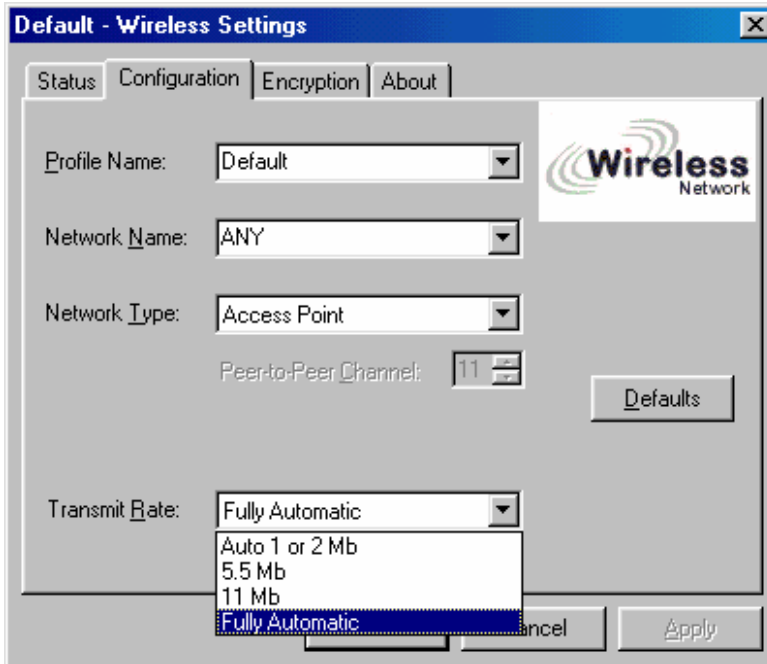 Default - Wireless Settings
Status Configuration Encryption About
Wireless
Network
Profile Name: Default
Network Name: ANY
Network Type: Access Point
Peer-to-Peer Channel: 11
Defaults
Transmit Rate: Fully Automatic
Auto 1 or 2 Mb
5.5 Mb
11 Mb
Fully Automatic
ncel Apply